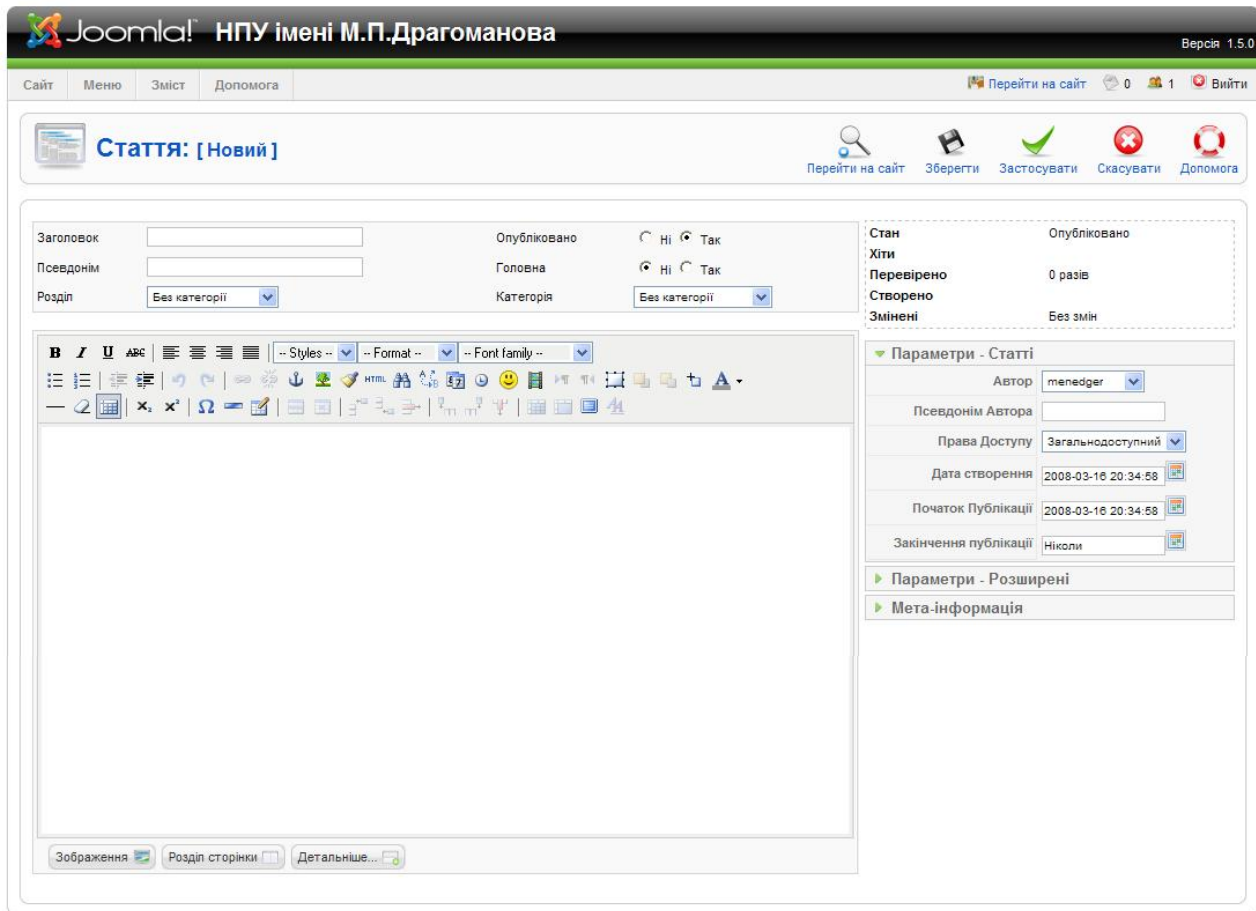 Joomla! НПУ імені М.П.Драгоманова
Версія 1.5.0
Сайт Меню Зміст Допомога Перейти на сайт 0 1 Вийти
Стаття: [ Новий ]
Перейти на сайт Зберегти Застосувати Скасувати Допомога
Заголовок Опубліковано Ні Так
Псевдонім Головна Ні Так
Розділ Без категорії Категорія Без категорії
Стан Опубліковано
Хіти
Перевірено 0 разів
Створено
Змінені Без змін
B I U ABC -- Styles -- -- Format -- -- Font family --
HTML A
x₂ x² Ω
Зображення Розділ сторінки Детальніше...
Параметри - Статті
Автор menedger
Псевдонім Автора
Права Доступу Загальнодоступний
Дата створення 2008-03-16 20:34:58
Початок Публікації 2008-03-16 20:34:58
Закінчення публікації Ніколи
Параметри - Розширені
Мета-інформація